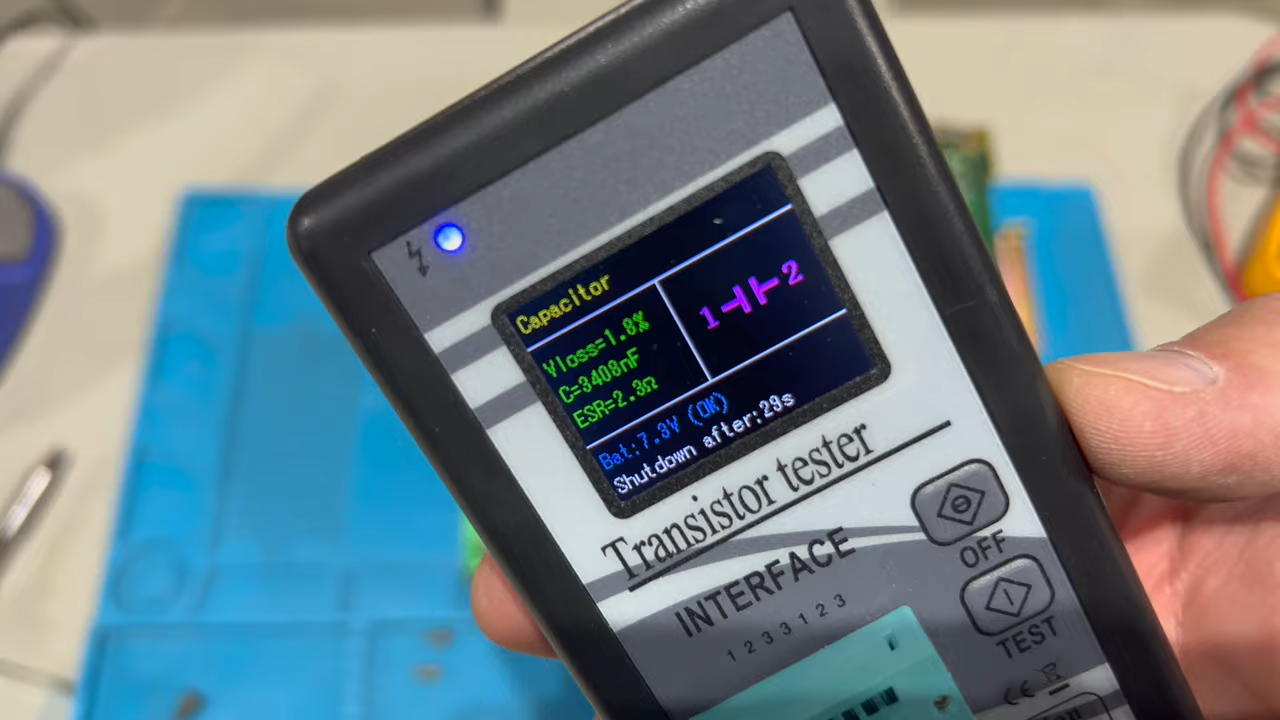 Capacitor
Vloss=1.8%
C=3408nF
ESR=2.3Ω
1 2
Bat:7.3V (OK)
Shutdown after:29s
Transistor tester
INTERFACE
1 2 3 3 1 2 3
OFF
TEST
CE